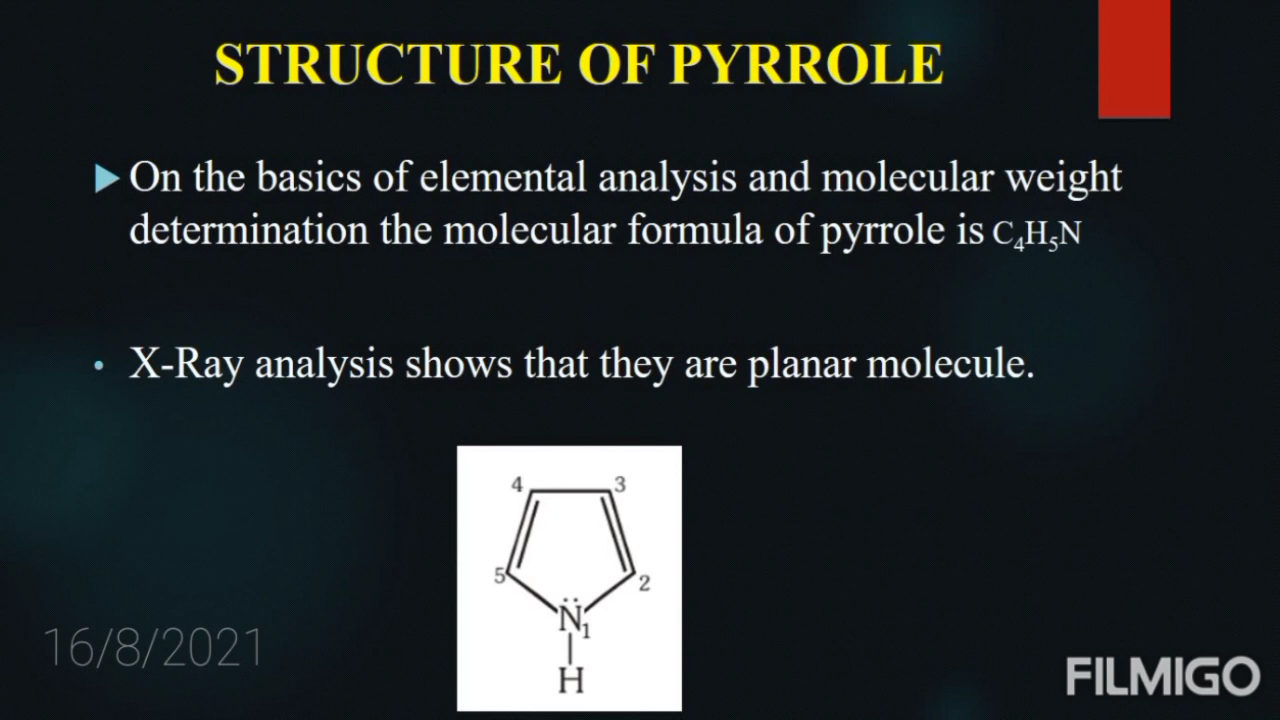 STRUCTURE OF PYRROLE
On the basics of elemental analysis and molecular weight
determination the molecular formula of pyrrole is C₄H₅N
X-Ray analysis shows that they are planar molecule.
4 3
5 2
N₁
H
16/8/2021
FILMIGO